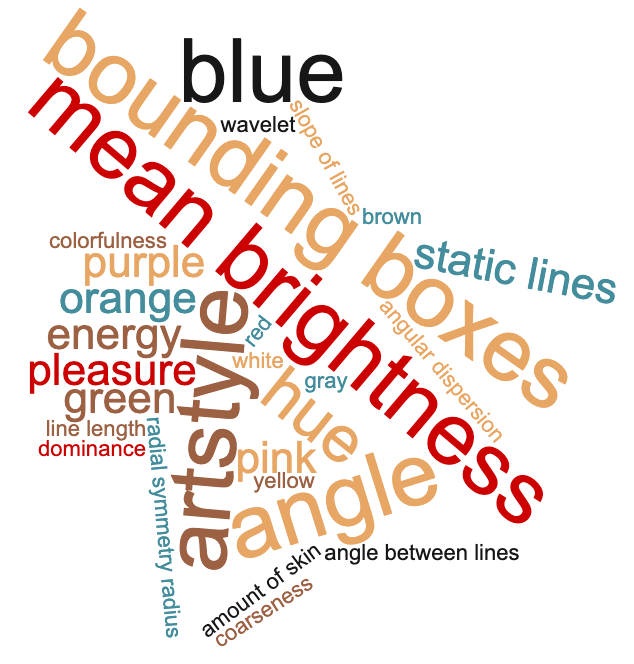 blue
bounding boxes
mean brightness
wavelet
slope of lines
brown
static lines
colorfulness
purple
orange
energy
pleasure
green
line length
dominance
artstyle
red
white
gray
hue
angular dispersion
pink
yellow
angle
radial symmetry radius
angle between lines
amount of skin
coarseness